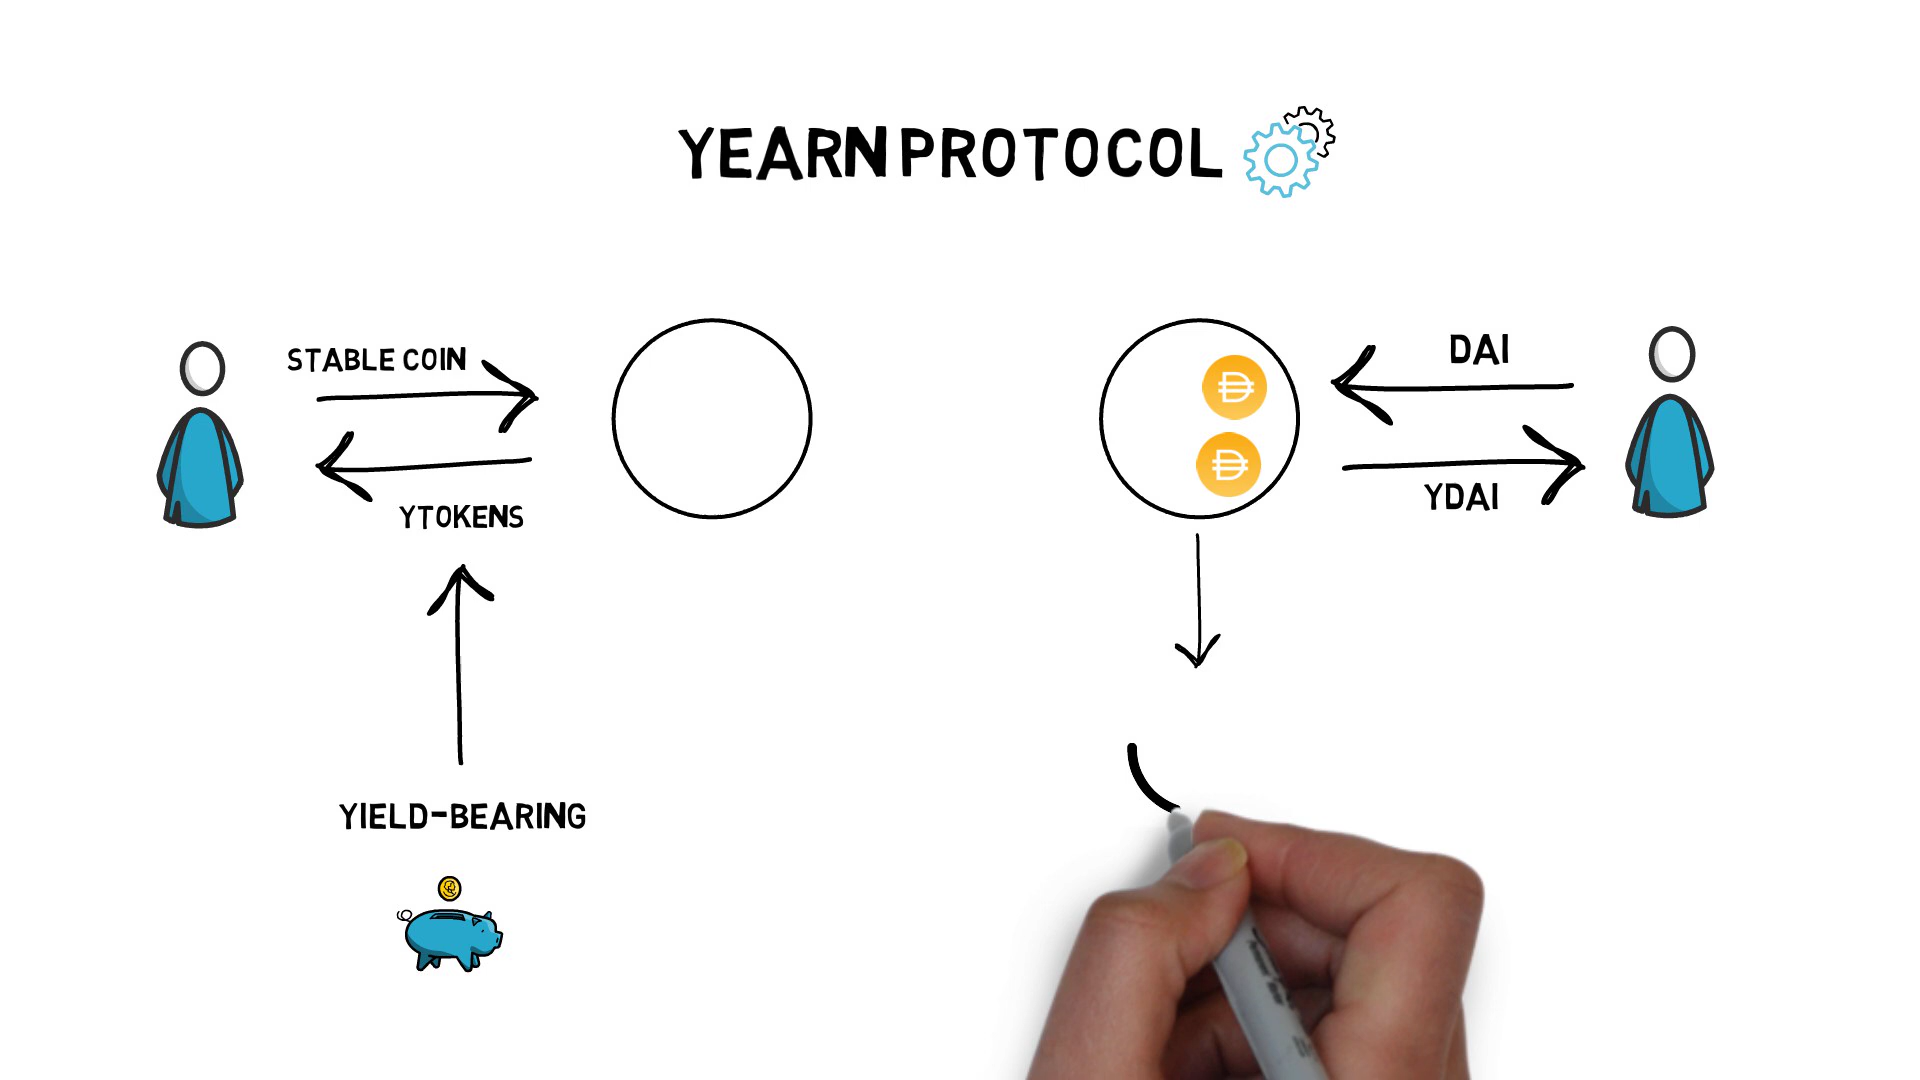 YEARN PROTOCOL
STABLE COIN
YTOKENS
YIELD-BEARING
DAI
YDAI